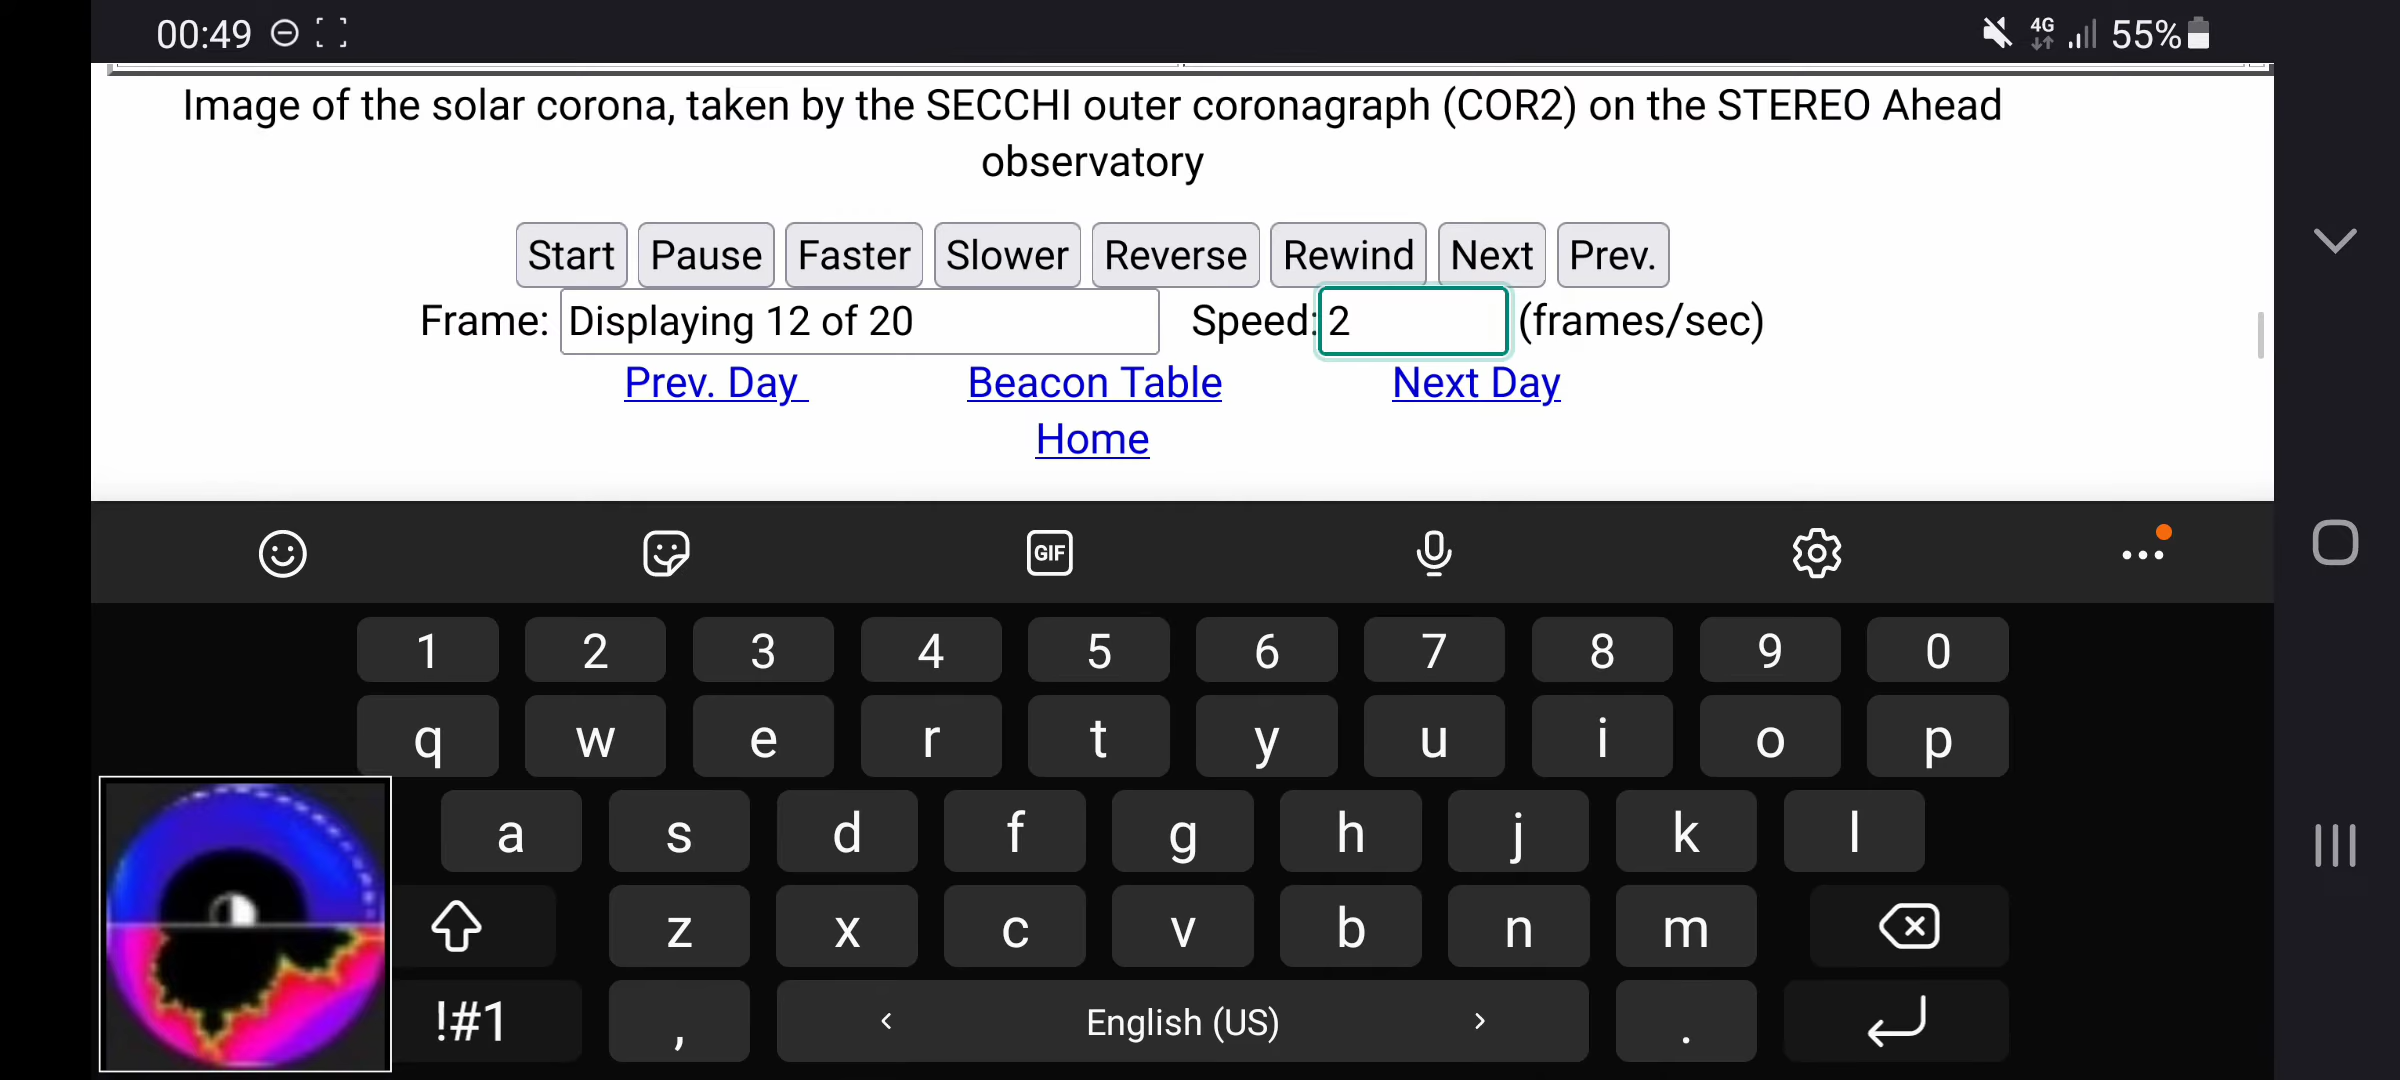 00:49 4G 55%
Image of the solar corona, taken by the SECCHI outer coronagraph (COR2) on the STEREO Ahead
observatory
Start Pause Faster Slower Reverse Rewind Next Prev.
Frame: Displaying 12 of 20 Speed: 2 (frames/sec)
Prev. Day Beacon Table Next Day
Home
GIF
1 2 3 4 5 6 7 8 9 0
q w e r t y u i o p
a s d f g h j k l
z x c v b n m
!#1 , < English (US) > .